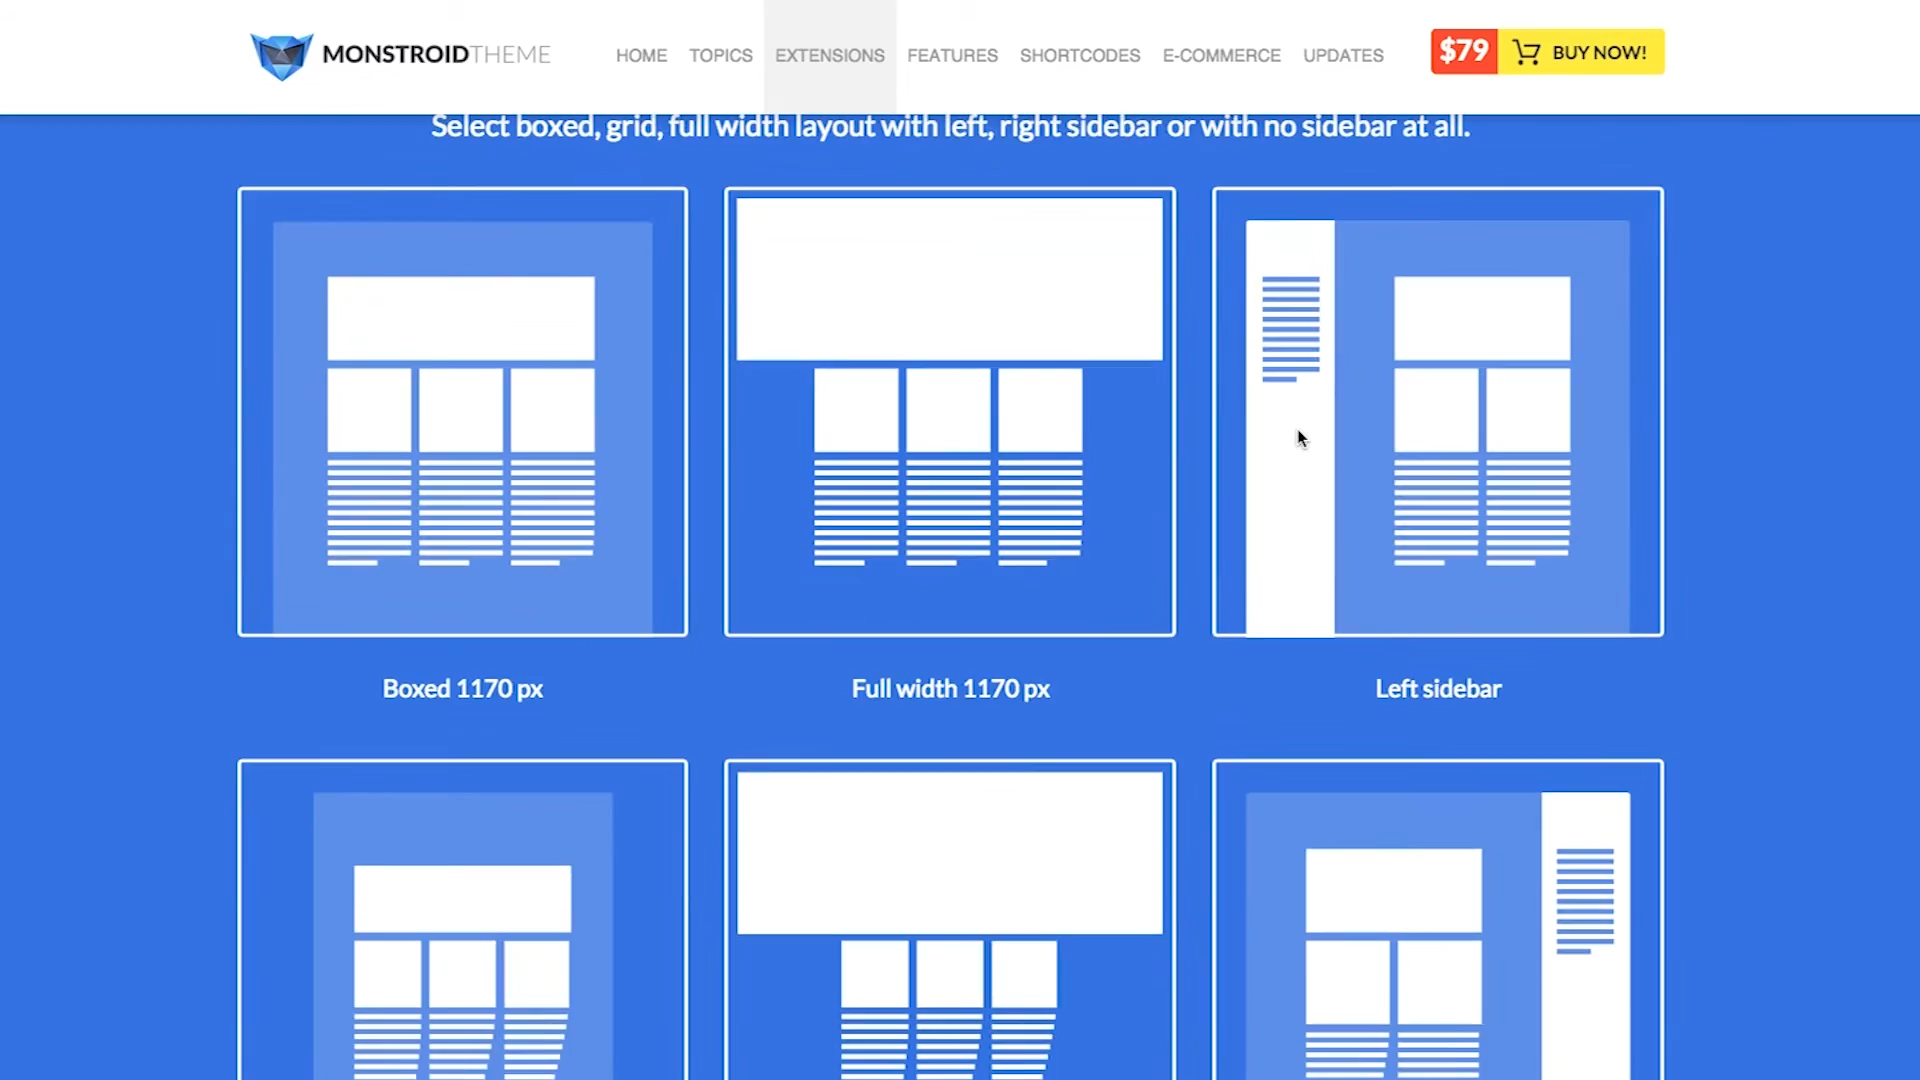 MONSTROIDTHEME HOME TOPICS EXTENSIONS FEATURES SHORTCODES E-COMMERCE UPDATES $79 BUY NOW!
Select boxed, grid, full width layout with left, right sidebar or with no sidebar at all.
Boxed 1170 px Full width 1170 px Left sidebar